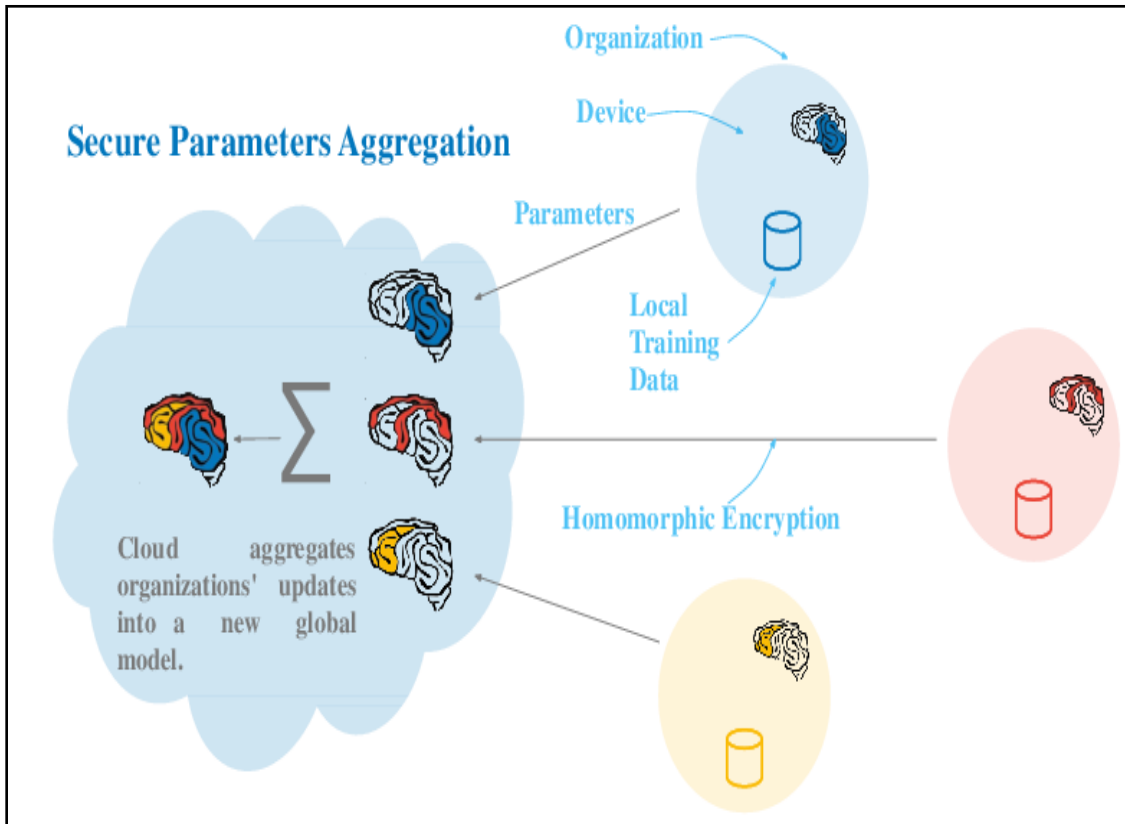 Organization
Device
Secure Parameters Aggregation
Parameters
Local
Training
Data
∑
Homomorphic Encryption
Cloud aggregates
organizations' updates
into a new global
model.